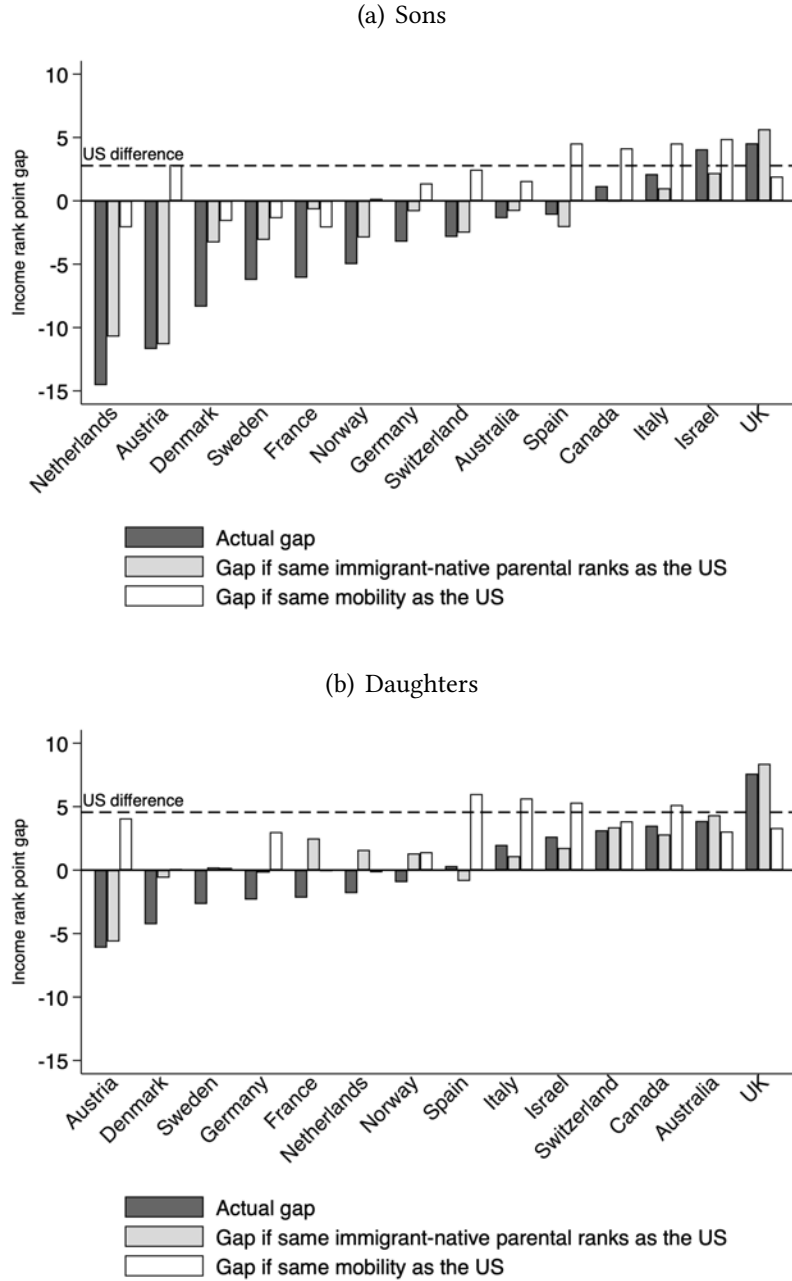 (a) Sons
10
5
0
-5
-10
-15
Income rank point gap
US difference
Netherlands
Austria
Denmark
Sweden
France
Norway
Germany
Switzerland
Australia
Spain
Canada
Italy
Israel
UK
Actual gap
Gap if same immigrant-native parental ranks as the US
Gap if same mobility as the US
(b) Daughters
10
5
0
-5
-10
-15
Income rank point gap
US difference
Austria
Denmark
Sweden
Germany
France
Netherlands
Norway
Spain
Italy
Israel
Switzerland
Canada
Australia
UK
Actual gap
Gap if same immigrant-native parental ranks as the US
Gap if same mobility as the US